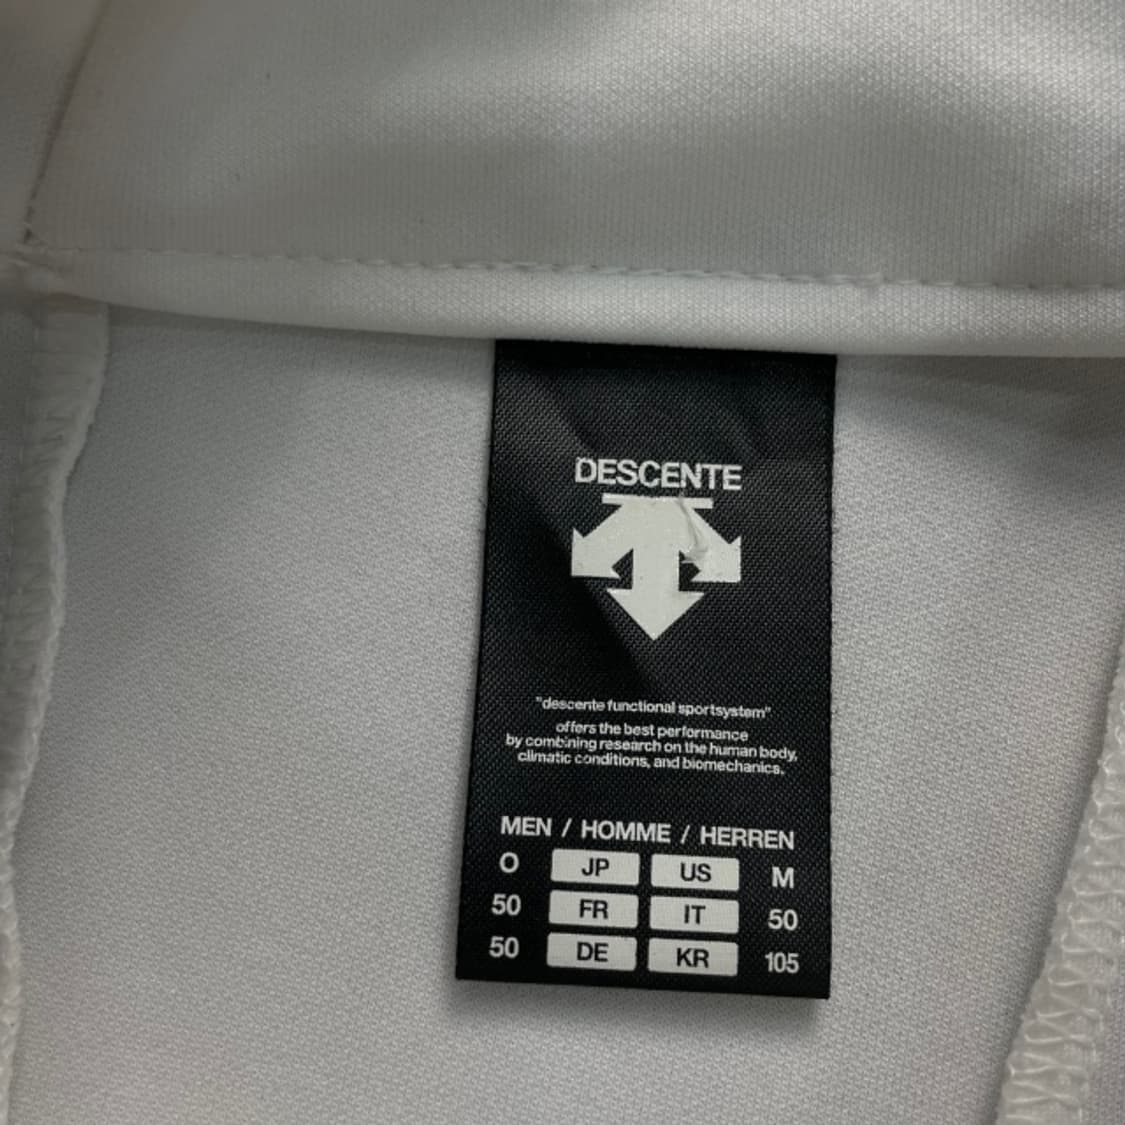 DESCENTE
"descente functional sportsystem"
offers the best performance
by combining research on the human body,
climatic conditions, and biomechanics.
MEN / HOMME / HERREN
O JP US M
50 FR IT 50
50 DE KR 105